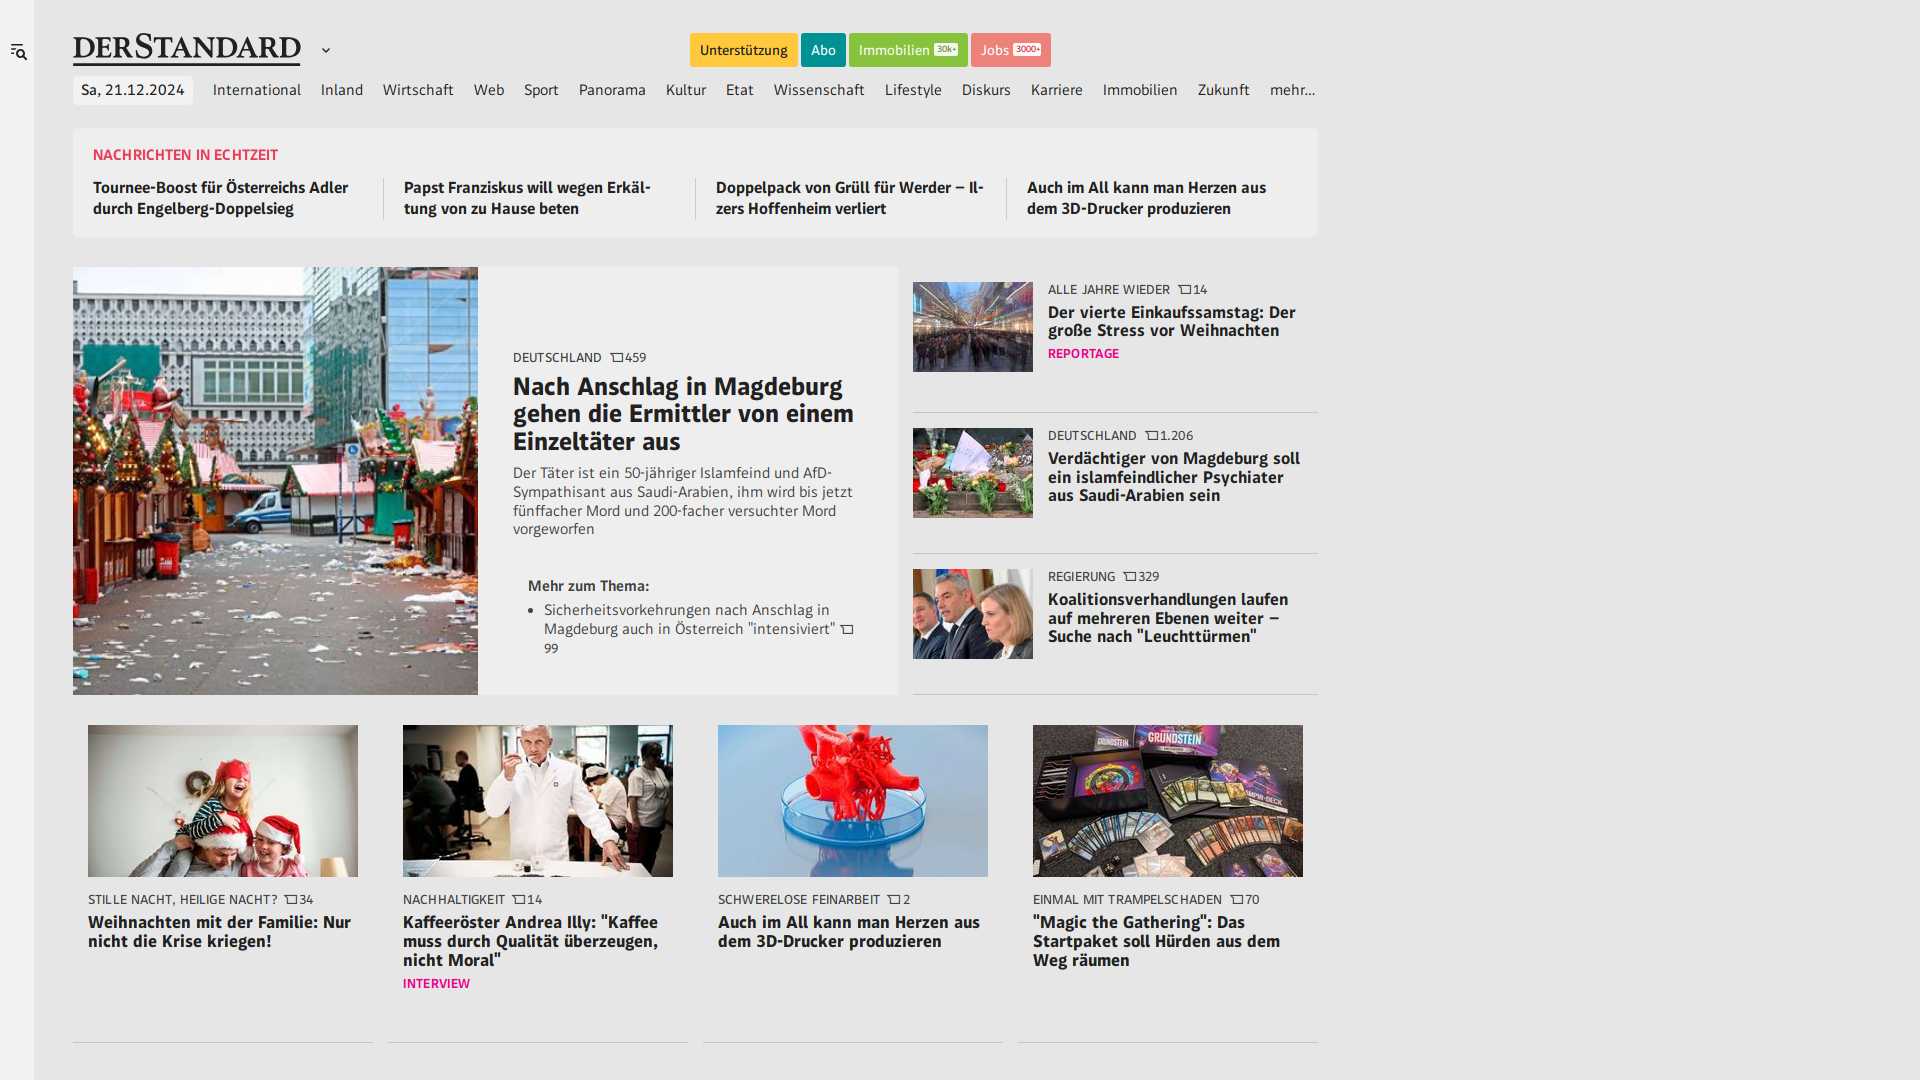 DERSTANDARD
Unterstützung
Abo
Immobilien 30k+
Jobs 3000+
Sa, 21.12.2024
International
Inland
Wirtschaft
Web
Sport
Panorama
Kultur
Etat
Wissenschaft
Lifestyle
Diskurs
Karriere
Immobilien
Zukunft
mehr...
NACHRICHTEN IN ECHTZEIT
Tournee-Boost für Österreichs Adler
durch Engelberg-Doppelsieg
Papst Franziskus will wegen Erkäl-
tung von zu Hause beten
Doppelpack von Grüll für Werder – Il-
zers Hoffenheim verliert
Auch im All kann man Herzen aus
dem 3D-Drucker produzieren
DEUTSCHLAND 459
Nach Anschlag in Magdeburg
gehen die Ermittler von einem
Einzeltäter aus
Der Täter ist ein 50-jähriger Islamfeind und AfD-
Sympathisant aus Saudi-Arabien, ihm wird bis jetzt
fünffacher Mord und 200-facher versuchter Mord
vorgeworfen
Mehr zum Thema:
• Sicherheitsvorkehrungen nach Anschlag in
Magdeburg auch in Österreich "intensiviert"
99
ALLE JAHRE WIEDER 14
Der vierte Einkaufssamstag: Der
große Stress vor Weihnachten
REPORTAGE
DEUTSCHLAND 1.206
Verdächtiger von Magdeburg soll
ein islamfeindlicher Psychiater
aus Saudi-Arabien sein
REGIERUNG 329
Koalitionsverhandlungen laufen
auf mehreren Ebenen weiter –
Suche nach "Leuchttürmen"
STILLE NACHT, HEILIGE NACHT? 34
Weihnachten mit der Familie: Nur
nicht die Krise kriegen!
NACHHALTIGKEIT 14
Kaffeeröster Andrea Illy: "Kaffee
muss durch Qualität überzeugen,
nicht Moral"
INTERVIEW
SCHWERELOSE FEINARBEIT 2
Auch im All kann man Herzen aus
dem 3D-Drucker produzieren
GRUNDSTEIN
GRUNDSTEIN
EINMAL MIT TRAMPELSCHADEN 70
"Magic the Gathering": Das
Startpaket soll Hürden aus dem
Weg räumen